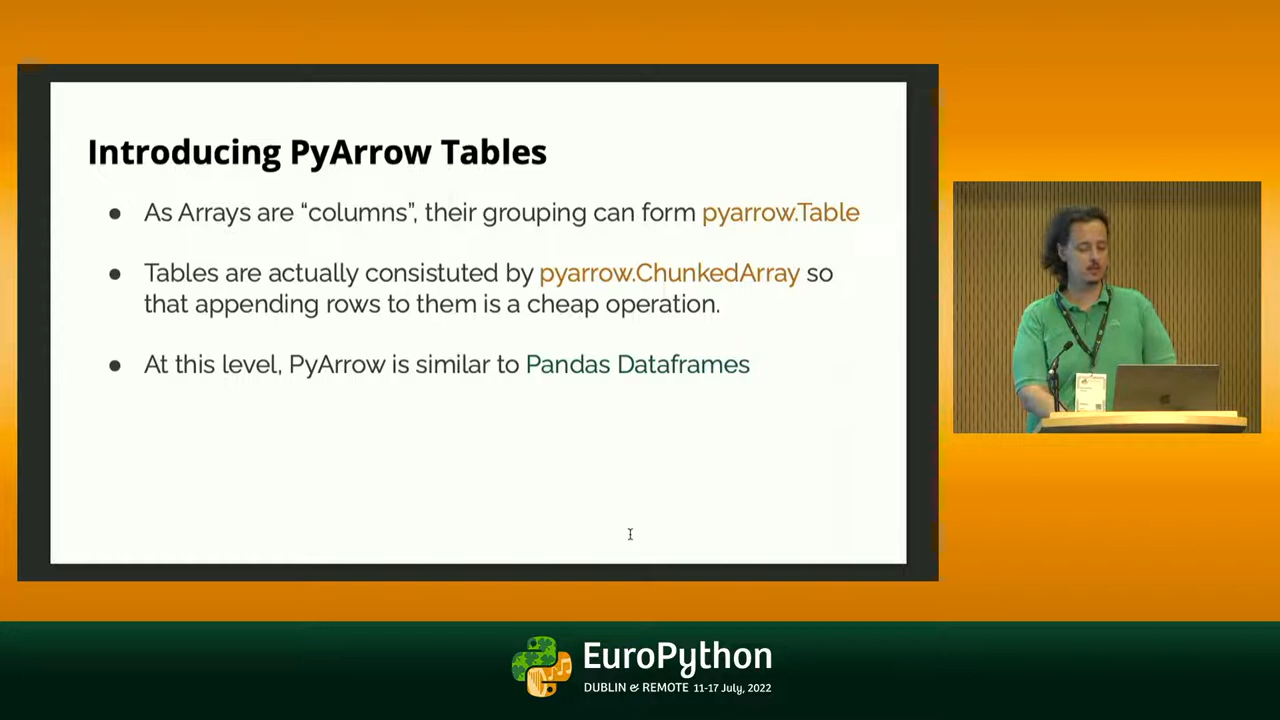 Introducing PyArrow Tables
● As Arrays are “columns”, their grouping can form pyarrow.Table
● Tables are actually consistuted by pyarrow.ChunkedArray so
that appending rows to them is a cheap operation.
● At this level, PyArrow is similar to Pandas Dataframes
EuroPython
DUBLIN & REMOTE 11-17 July, 2022